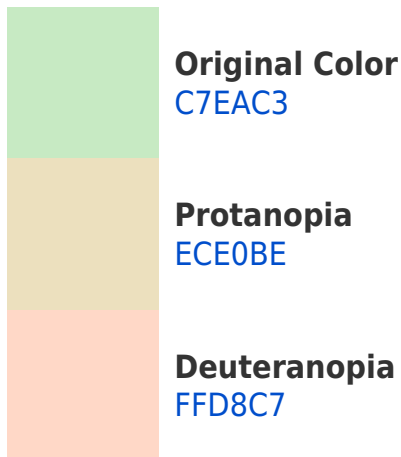 Original Color
C7EAC3
Protanopia
ECE0BE
Deuteranopia
FFD8C7